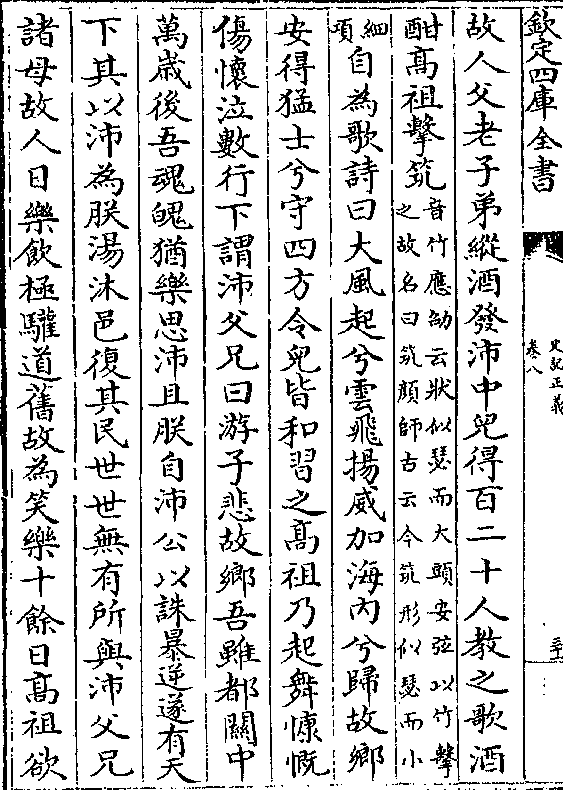 欽定四庫全書
史記正義
卷八
三十
故人父老子弟縱酒發沛中兒得百二十人教之歌酒
酣高祖擊筑音竹應劭云狀似瑟而大頭安弦以竹擊
之故名曰筑顏師古云今筑形似瑟而小
細項自為歌詩曰大風起兮雲飛揚威加海内兮歸故鄉
安得猛士兮守四方令兒皆和習之高祖乃起舞慷慨
傷懷泣數行下謂沛父兄曰游子悲故鄉吾雖都關中
萬歳後吾魂魄猶樂思沛且朕自沛公以誅暴逆遂有天
下其以沛為朕湯沐邑復其民世世無有所與沛父兄
諸母故人日樂飲極驩道舊故為笑樂十餘日高祖欲